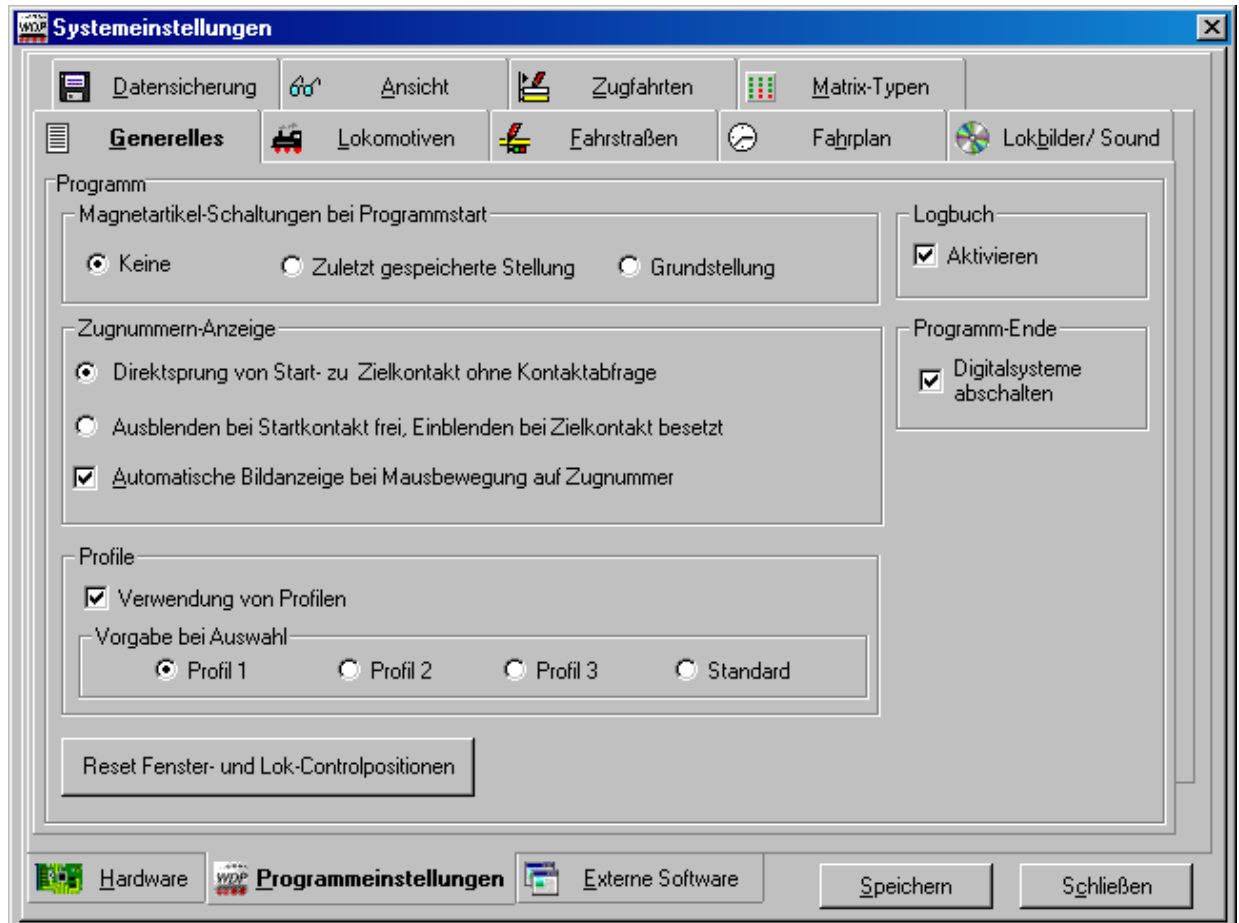 WDP Systemeinstellungen
Datensicherung Ansicht Zugfahrten Matrix-Typen
Generelles Lokomotiven Fahrstraßen Fahrplan Lokbilder/ Sound
Programm
Magnetartikel-Schaltungen bei Programmstart
Keine Zuletzt gespeicherte Stellung Grundstellung
Logbuch
Aktivieren
Zugnummern-Anzeige
Direktsprung von Start- zu Zielkontakt ohne Kontaktabfrage
Ausblenden bei Startkontakt frei, Einblenden bei Zielkontakt besetzt
Automatische Bildanzeige bei Mausbewegung auf Zugnummer
Programm-Ende
Digitalsysteme
abschalten
Profile
Verwendung von Profilen
Vorgabe bei Auswahl
Profil 1 Profil 2 Profil 3 Standard
Reset Fenster- und Lok-Controlpositionen
Hardware WDP Programmeinstellungen Externe Software
Speichern Schließen